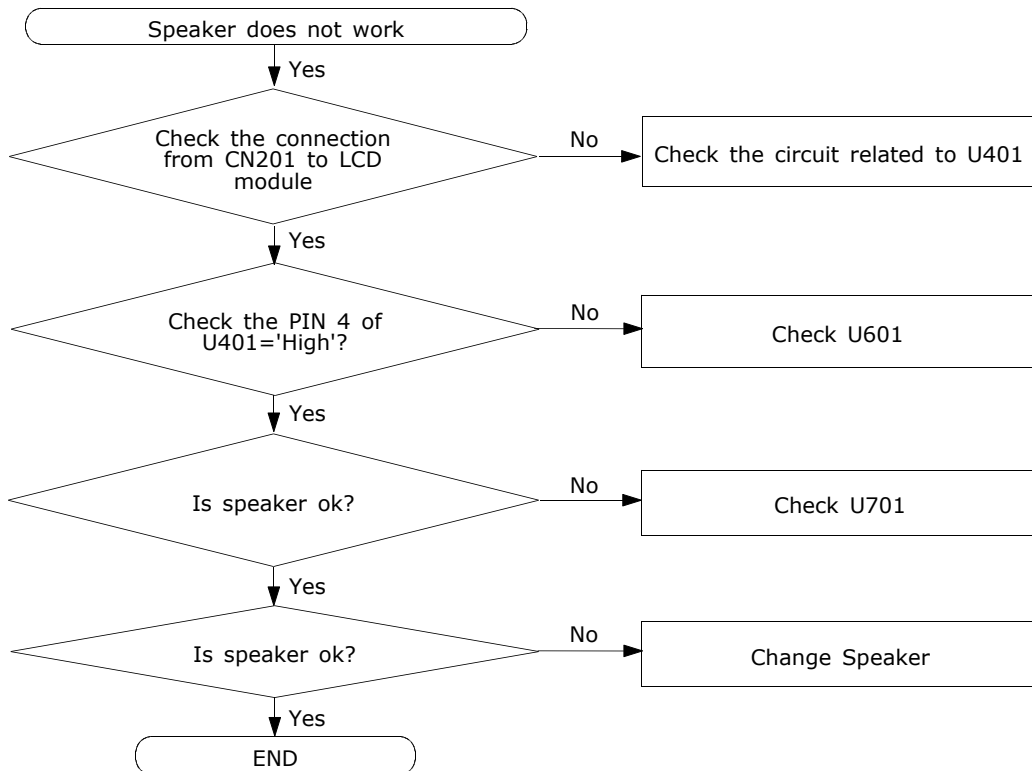 Speaker does not work
Yes
Check the connection
from CN201 to LCD
module
No
Check the circuit related to U401
Yes
Check the PIN 4 of
U401='High'?
No
Check U601
Yes
Is speaker ok?
No
Check U701
Yes
Is speaker ok?
No
Change Speaker
Yes
END